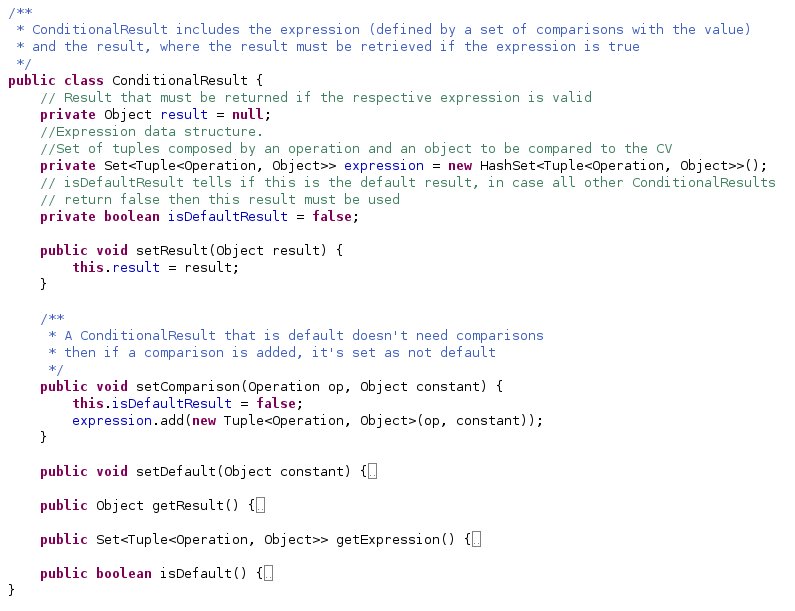 /**
 * ConditionalResult includes the expression (defined by a set of comparisons with the value)
 * and the result, where the result must be retrieved if the expression is true
 */
public class ConditionalResult {
    // Result that must be returned if the respective expression is valid
    private Object result = null;
    //Expression data structure.
    //Set of tuples composed by an operation and an object to be compared to the CV
    private Set<Tuple<Operation, Object>> expression = new HashSet<Tuple<Operation, Object>>();
    // isDefaultResult tells if this is the default result, in case all other ConditionalResults
    // return false then this result must be used
    private boolean isDefaultResult = false;

    public void setResult(Object result) {
        this.result = result;
    }

    /**
     * A ConditionalResult that is default doesn't need comparisons
     * then if a comparison is added, it's set as not default
     */
    public void setComparison(Operation op, Object constant) {
        this.isDefaultResult = false;
        expression.add(new Tuple<Operation, Object>(op, constant));
    }

    public void setDefault(Object constant) {..

    public Object getResult() {..

    public Set<Tuple<Operation, Object>> getExpression() {..

    public boolean isDefault() {..
}